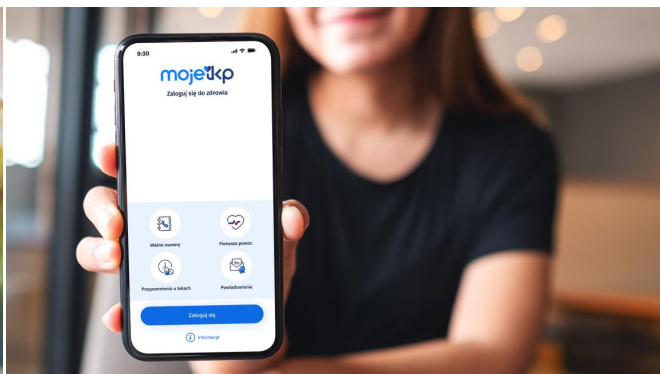 9:30
mojeikp
Zaloguj się do zdrowia
Ważne numery
Pierwsza pomoc
Przypomnienia o lekach
Powiadomienia
Zaloguj się
i Informacje